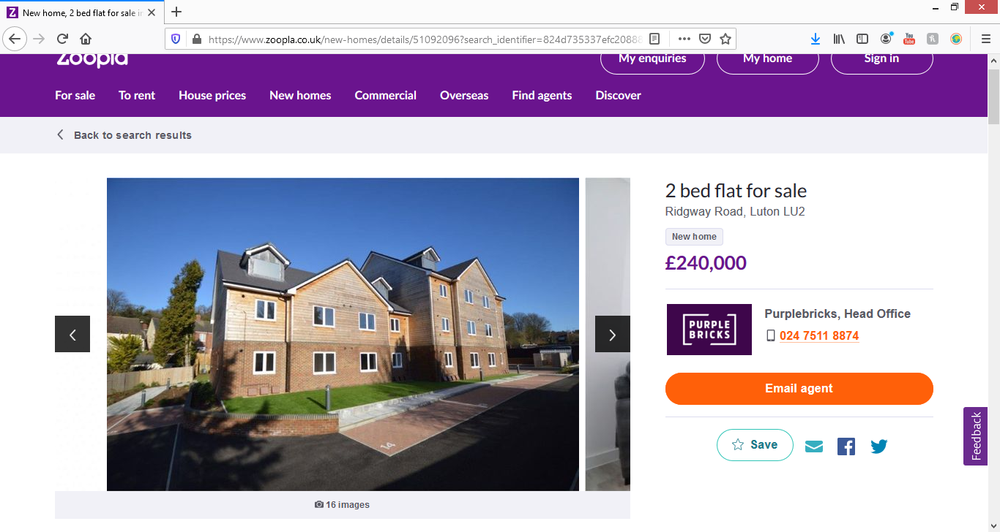 New home, 2 bed flat for sale in
https://www.zoopla.co.uk/new-homes/details/51092096?search_identifier=824d735337efc20888
zoopla
My enquiries
My home
Sign in
For sale
To rent
House prices
New homes
Commercial
Overseas
Find agents
Discover
Back to search results
2 bed flat for sale
Ridgway Road, Luton LU2
New home
£240,000
PURPLE
BRICKS
Purplebricks, Head Office
024 7511 8874
Email agent
Save
Feedback
14
16 images